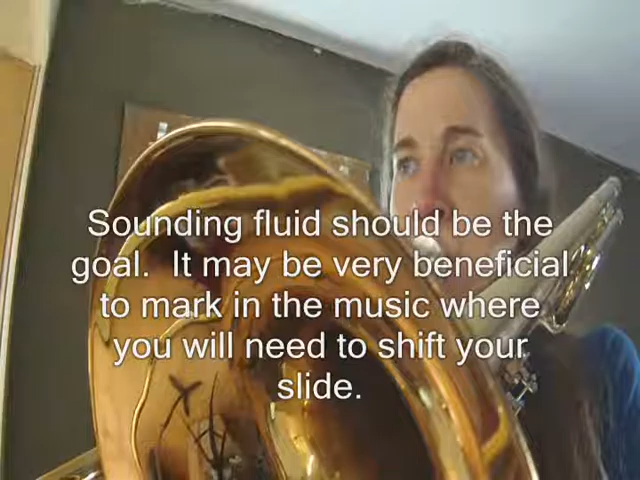 Sounding fluid should be the
goal.  It may be very beneficial
to mark in the music where
you will need to shift your
slide.